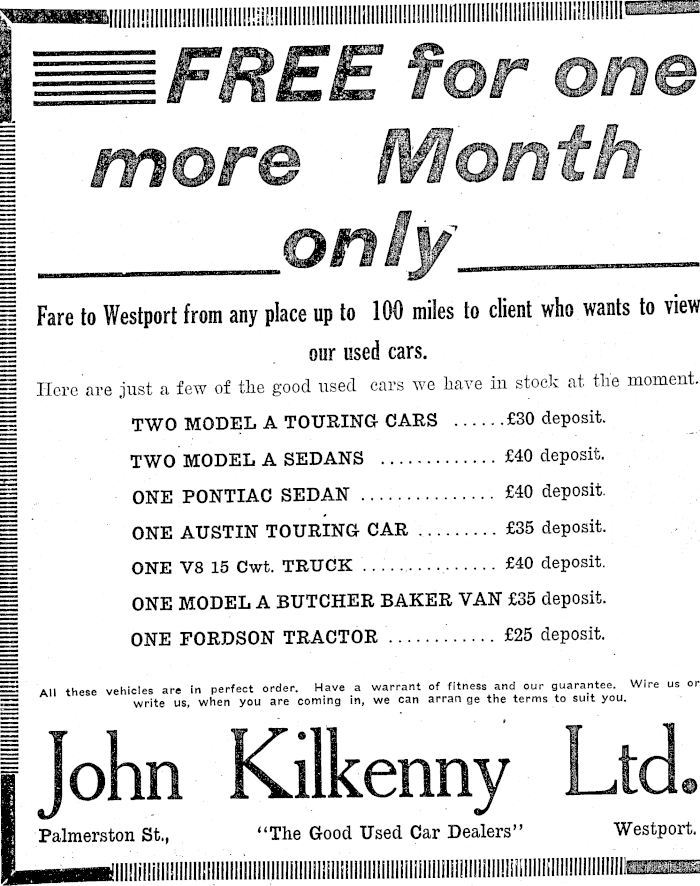 FREE for one
more Month
only
Fare to Westport from any place up to 100 miles to client who wants to view
our used cars.
Here are just a few of the good used cars we have in stock at the moment.
TWO MODEL A TOURING CARS ......£30 deposit.
TWO MODEL A SEDANS ............. £40 deposit.
ONE PONTIAC SEDAN ............... £40 deposit.
ONE AUSTIN TOURING CAR ......... £35 deposit.
ONE V8 15 Cwt. TRUCK ............... £40 deposit.
ONE MODEL A BUTCHER BAKER VAN £35 deposit.
ONE FORDSON TRACTOR ............ £25 deposit.
All these vehicles are in perfect order. Have a warrant of fitness and our guarantee. Wire us or
write us, when you are coming in, we can arran ge the terms to suit you.
John Kilkenny Ltd.
Palmerston St., "The Good Used Car Dealers" Westport.